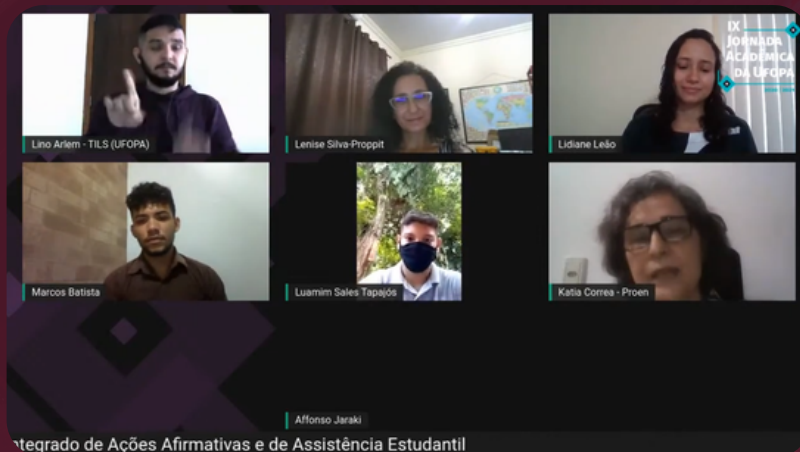 IX
JORNADA
ACADÊMICA
DA UFOPA
Lino Arlem - TILS (UFOPA)
Lenise Silva-Proppit
Lidiane Leão
Marcos Batista
Luamim Sales Tapajós
Katia Correa - Proen
Affonso Jaraki
ntegrado de Ações Afirmativas e de Assistência Estudantil